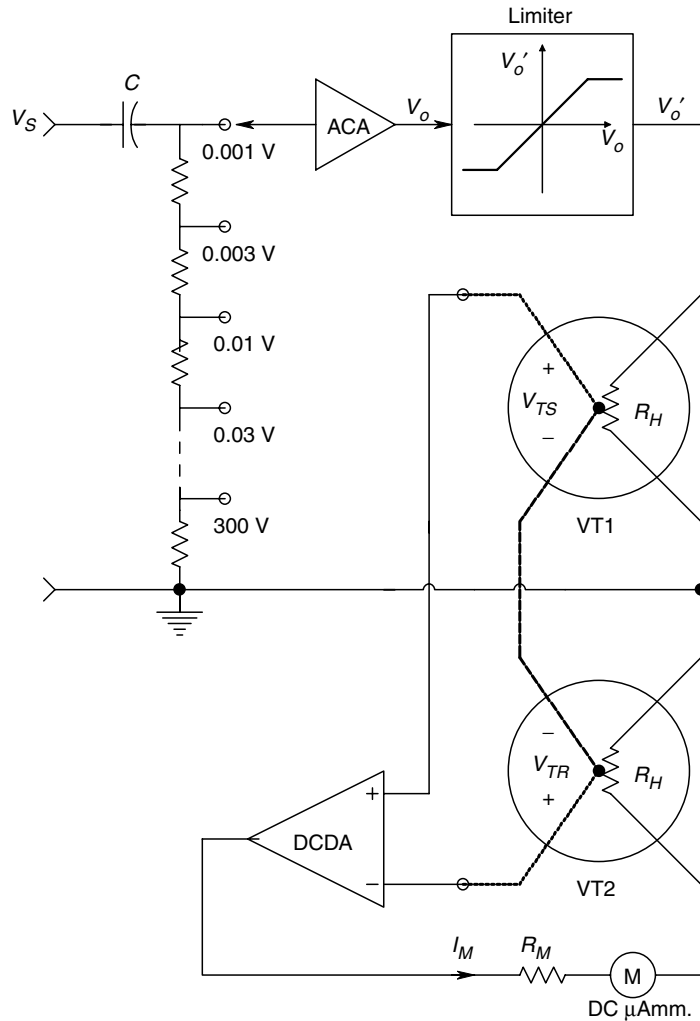 Limiter
C
V_S
ACA
V_o
V_o'
V_o
V_o'
0.001 V
0.003 V
0.01 V
0.03 V
300 V
+
V_TS
−
R_H
VT1
−
V_TR
+
R_H
VT2
+
DCDA
−
I_M
R_M
M
DC μAmm.